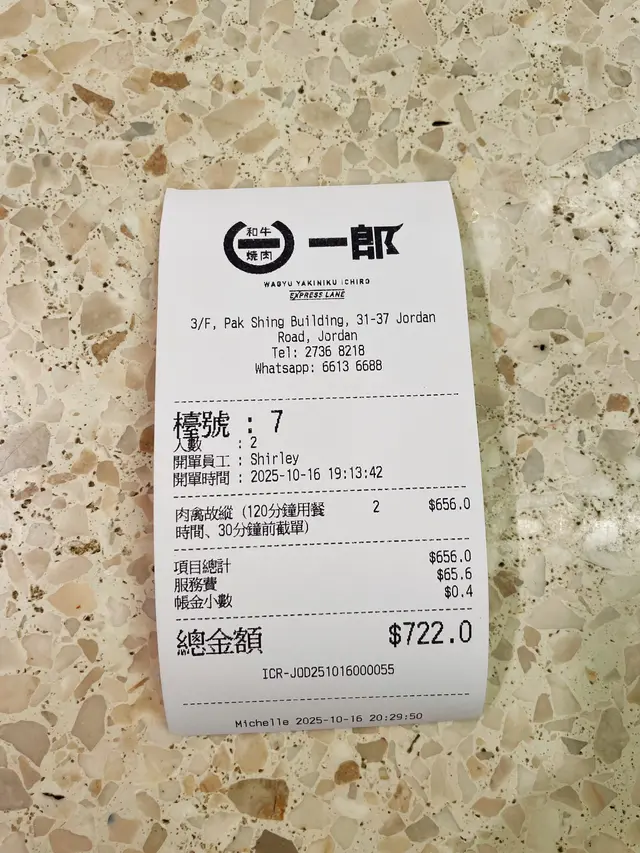 和牛
燒肉
一郎
WAGYU YAKINIKU ICHIRO
EXPRESS LANE
3/F, Pak Shing Building, 31-37 Jordan
Road, Jordan
Tel: 2736 8218
Whatsapp: 6613 6688
檯號 : 7
人數 : 2
開單員工 : Shirley
開單時間 : 2025-10-16 19:13:42
肉禽故縱 (120分鐘用餐 2 $656.0
時間、30分鐘前截單)
項目總計 $656.0
服務費 $65.6
帳金小數 $0.4
總金額 $722.0
ICR-JOD251016000055
Michelle 2025-10-16 20:29:50